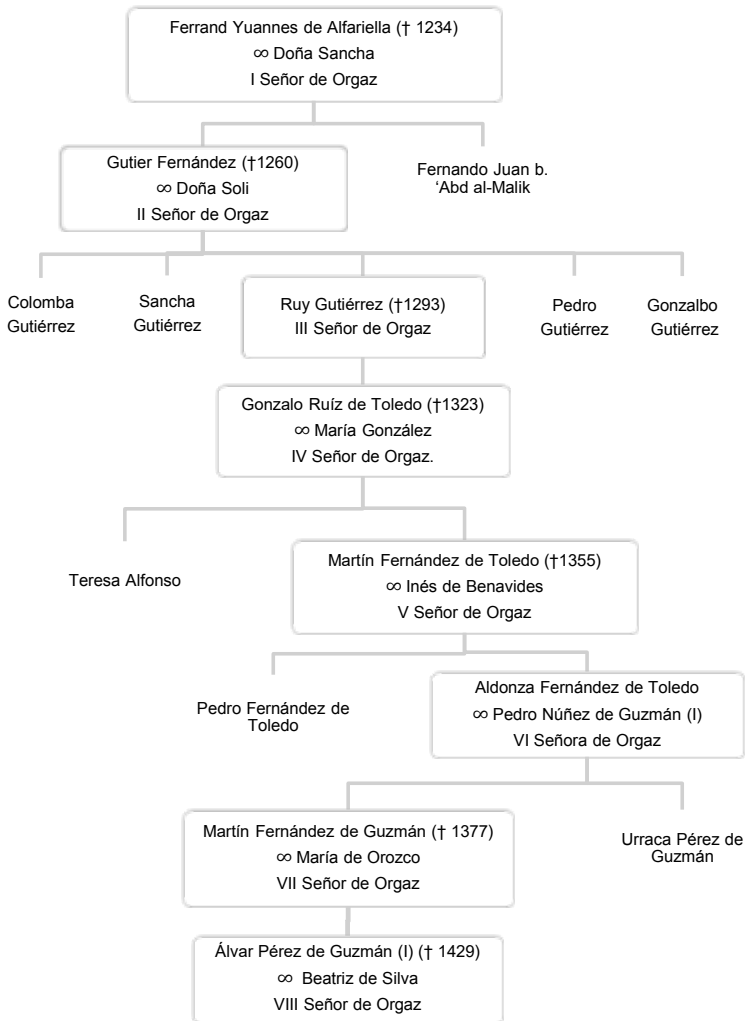 Ferrand Yuannes de Alfariella († 1234)
∞ Doña Sancha
I Señor de Orgaz
Gutier Fernández (†1260)
∞ Doña Soli
II Señor de Orgaz
Fernando Juan b.
‘Abd al-Malik
Colomba
Gutiérrez
Sancha
Gutiérrez
Ruy Gutiérrez (†1293)
III Señor de Orgaz
Pedro
Gutiérrez
Gonzalbo
Gutiérrez
Gonzalo Ruíz de Toledo (†1323)
∞ María González
IV Señor de Orgaz.
Teresa Alfonso
Martín Fernández de Toledo (†1355)
∞ Inés de Benavides
V Señor de Orgaz
Pedro Fernández de
Toledo
Aldonza Fernández de Toledo
∞ Pedro Núñez de Guzmán (I)
VI Señora de Orgaz
Martín Fernández de Guzmán († 1377)
∞ María de Orozco
VII Señor de Orgaz
Urraca Pérez de
Guzmán
Álvar Pérez de Guzmán (I) († 1429)
∞ Beatriz de Silva
VIII Señor de Orgaz